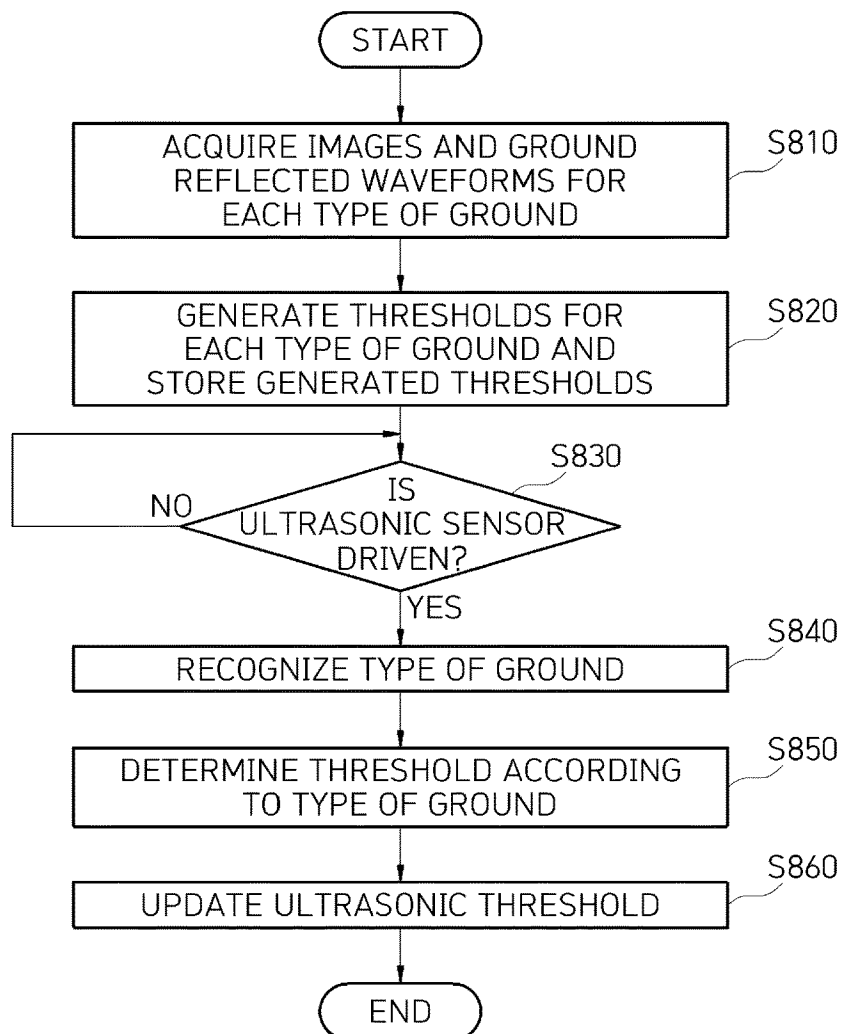 START
ACQUIRE IMAGES AND GROUND
REFLECTED WAVEFORMS FOR
EACH TYPE OF GROUND
S810
GENERATE THRESHOLDS FOR
EACH TYPE OF GROUND AND
STORE GENERATED THRESHOLDS
S820
IS
ULTRASONIC SENSOR
DRIVEN?
S830
NO
YES
RECOGNIZE TYPE OF GROUND
S840
DETERMINE THRESHOLD ACCORDING
TO TYPE OF GROUND
S850
UPDATE ULTRASONIC THRESHOLD
S860
END